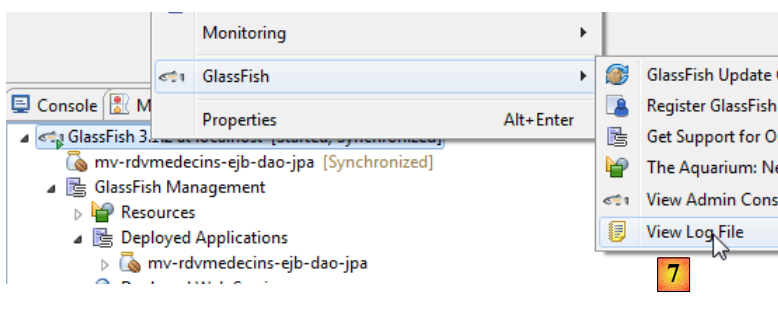 Monitoring
GlassFish
Properties Alt+Enter
GlassFish Update
Register GlassFish
Get Support for O
The Aquarium: Ne
View Admin Cons
View Log File
7
Console M
GlassFish 3.1.2 at localhost [Started, Synchronized]
mv-rdvmedecins-ejb-dao-jpa [Synchronized]
GlassFish Management
Resources
Deployed Applications
mv-rdvmedecins-ejb-dao-jpa